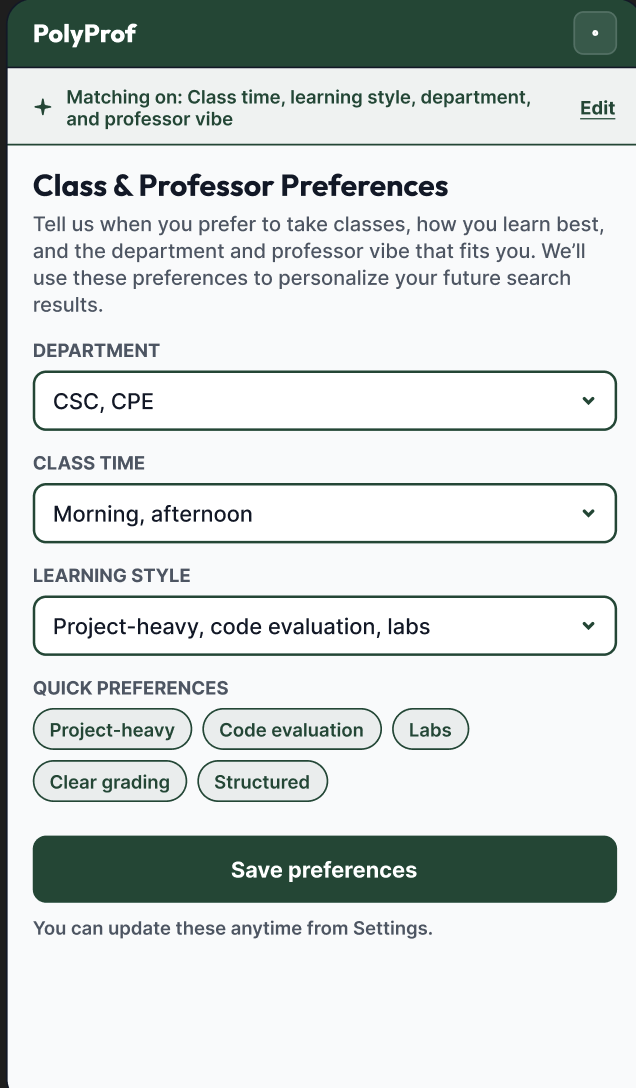 PolyProf
Matching on: Class time, learning style, department,
and professor vibe
Edit
Class & Professor Preferences
Tell us when you prefer to take classes, how you learn best,
and the department and professor vibe that fits you. We’ll
use these preferences to personalize your future search
results.
DEPARTMENT
CSC, CPE
CLASS TIME
Morning, afternoon
LEARNING STYLE
Project-heavy, code evaluation, labs
QUICK PREFERENCES
Project-heavy Code evaluation Labs
Clear grading Structured
Save preferences
You can update these anytime from Settings.